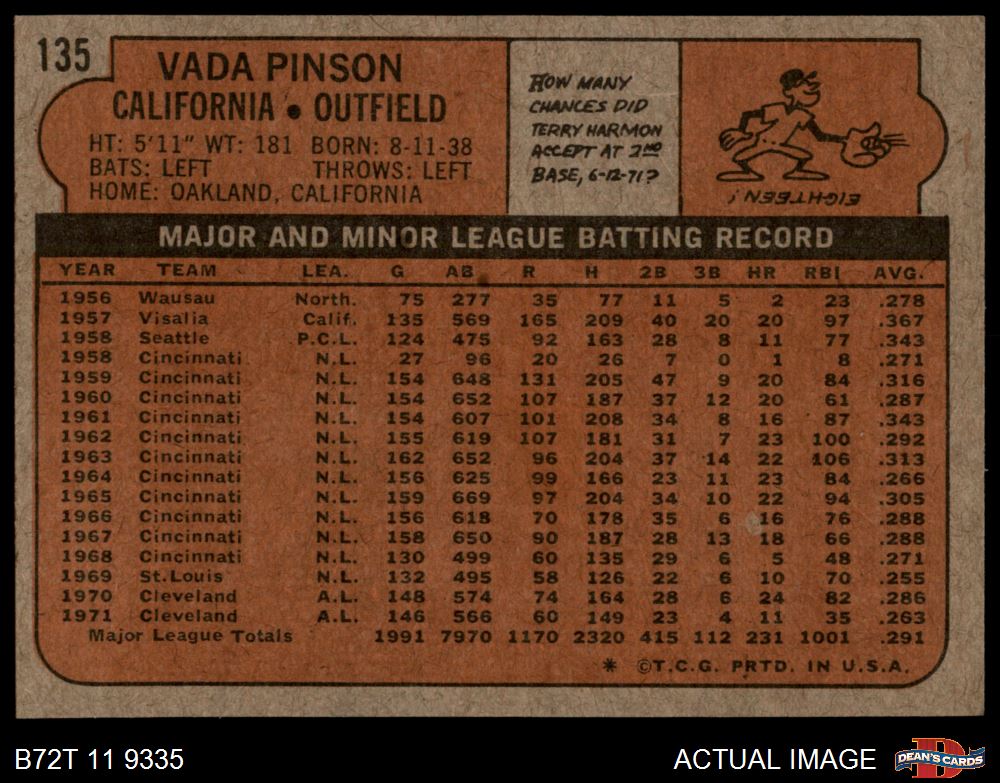 135
VADA PINSON
CALIFORNIA • OUTFIELD
HT: 5'11" WT: 181 BORN: 8-11-38
BATS: LEFT THROWS: LEFT
HOME: OAKLAND, CALIFORNIA
HOW MANY
CHANCES DID
TERRY HARMON
ACCEPT AT 2ND
BASE, 6-12-71?
EIGHTEEN!
MAJOR AND MINOR LEAGUE BATTING RECORD
YEAR TEAM LEA. G AB R H 2B 3B HR RBI AVG.
1956 Wausau North. 75 277 35 77 11 5 2 23 .278
1957 Visalia Calif. 135 569 165 209 40 20 20 97 .367
1958 Seattle P.C.L. 124 475 92 163 28 8 11 77 .343
1958 Cincinnati N.L. 27 96 20 26 7 0 1 8 .271
1959 Cincinnati N.L. 154 648 131 205 47 9 20 84 .316
1960 Cincinnati N.L. 154 652 107 187 37 12 20 61 .287
1961 Cincinnati N.L. 154 607 101 208 34 8 16 87 .343
1962 Cincinnati N.L. 155 619 107 181 31 7 23 100 .292
1963 Cincinnati N.L. 162 652 96 204 37 14 22 106 .313
1964 Cincinnati N.L. 156 625 99 166 23 11 23 84 .266
1965 Cincinnati N.L. 159 669 97 204 34 10 22 94 .305
1966 Cincinnati N.L. 156 618 70 178 35 6 16 76 .288
1967 Cincinnati N.L. 158 650 90 187 28 13 18 66 .288
1968 Cincinnati N.L. 130 499 60 135 29 6 5 48 .271
1969 St. Louis N.L. 132 495 58 126 22 6 10 70 .255
1970 Cleveland A.L. 148 574 74 164 28 6 24 82 .286
1971 Cleveland A.L. 146 566 60 149 23 4 11 35 .263
Major League Totals 1991 7970 1170 2320 415 112 231 1001 .291
* ©T.C.G. PRTD. IN U.S.A.
B72T 11 9335
ACTUAL IMAGE
D
DEAN'S CARDS